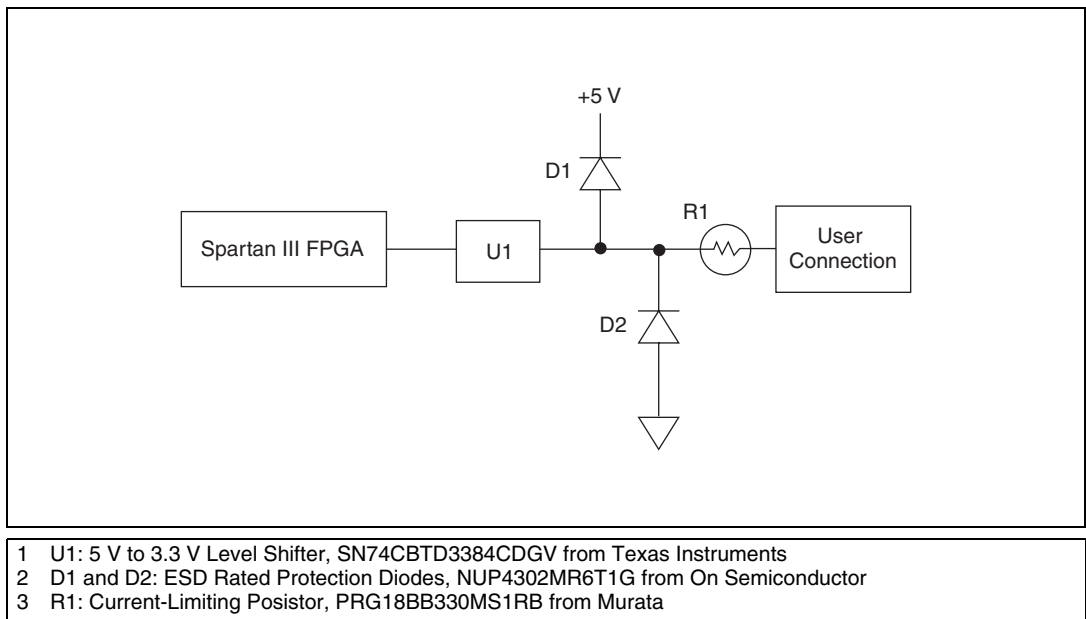 +5 V
D1
R1
Spartan III FPGA
U1
User
Connection
D2
1 U1: 5 V to 3.3 V Level Shifter, SN74CBTD3384CDGV from Texas Instruments
2 D1 and D2: ESD Rated Protection Diodes, NUP4302MR6T1G from On Semiconductor
3 R1: Current-Limiting Posistor, PRG18BB330MS1RB from Murata